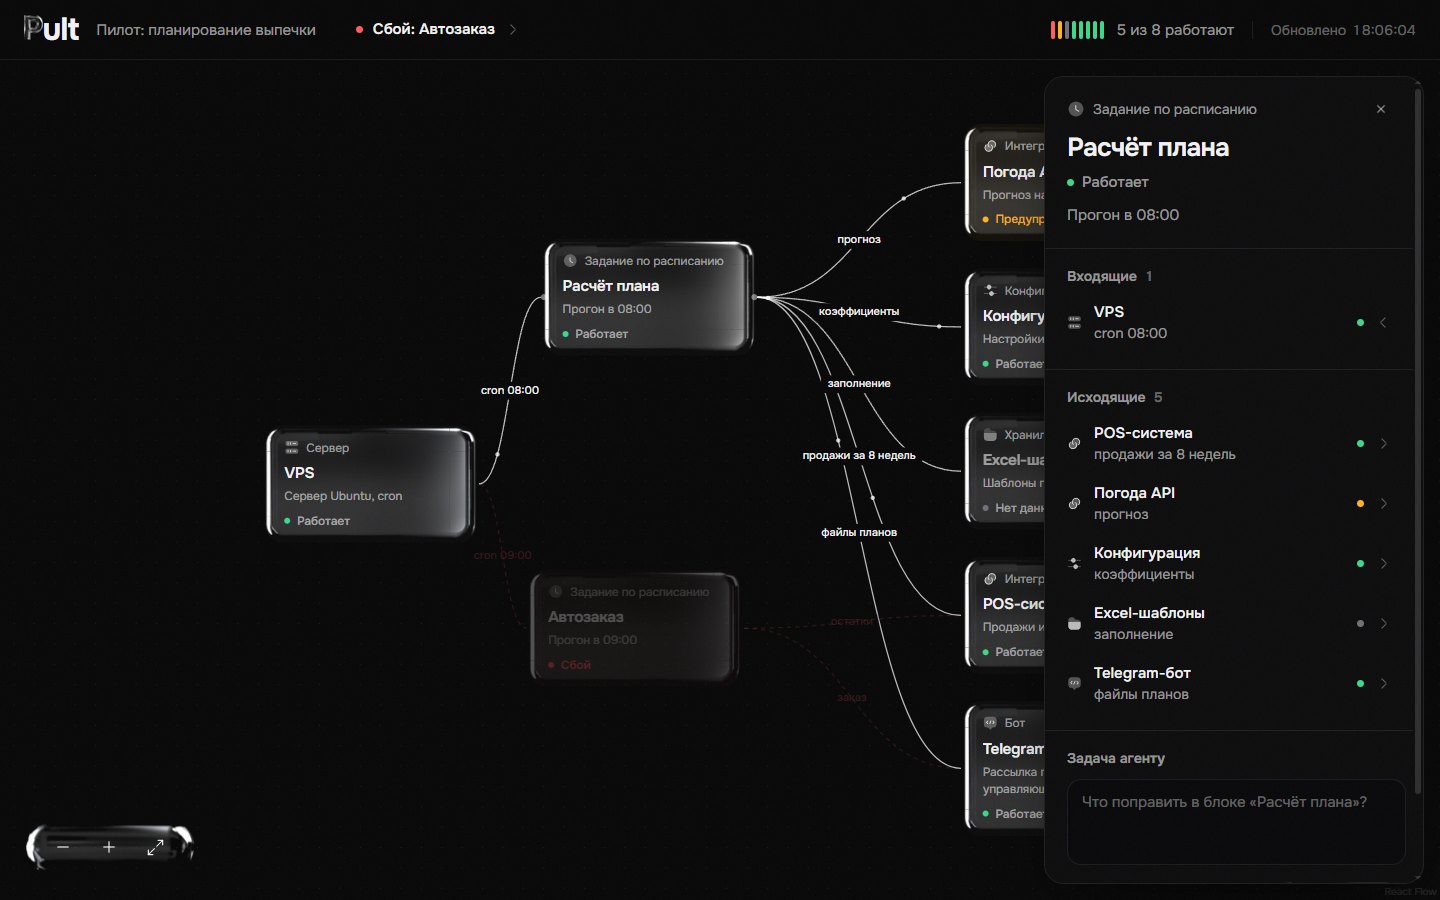 Pult
Пилот: планирование выпечки
Сбой: Автозаказ
5 из 8 работают
Обновлено 18:06:04
Сервер
VPS
Сервер Ubuntu, cron
Работает
cron 08:00
cron 09:00
Задание по расписанию
Расчёт плана
Прогон в 08:00
Работает
Задание по расписанию
Автозаказ
Прогон в 09:00
Сбой
прогноз
коэффициенты
заполнение
продажи за 8 недель
файлы планов
остатки
заказ
Интегр
Погода A
Прогноз на
Предупр
Конфиг
Конфигу
Настройки
Работает
Хранил
Excel-ша
Шаблоны п
Нет данн
Интегр
POS-сис
Продажи и
Работает
Бот
Telegram
Рассылка п
управляющ
Работает
Задание по расписанию
Расчёт плана
Работает
Прогон в 08:00
Входящие 1
VPS
cron 08:00
Исходящие 5
POS-система
продажи за 8 недель
Погода API
прогноз
Конфигурация
коэффициенты
Excel-шаблоны
заполнение
Telegram-бот
файлы планов
Задача агенту
Что поправить в блоке «Расчёт плана»?
React Flow